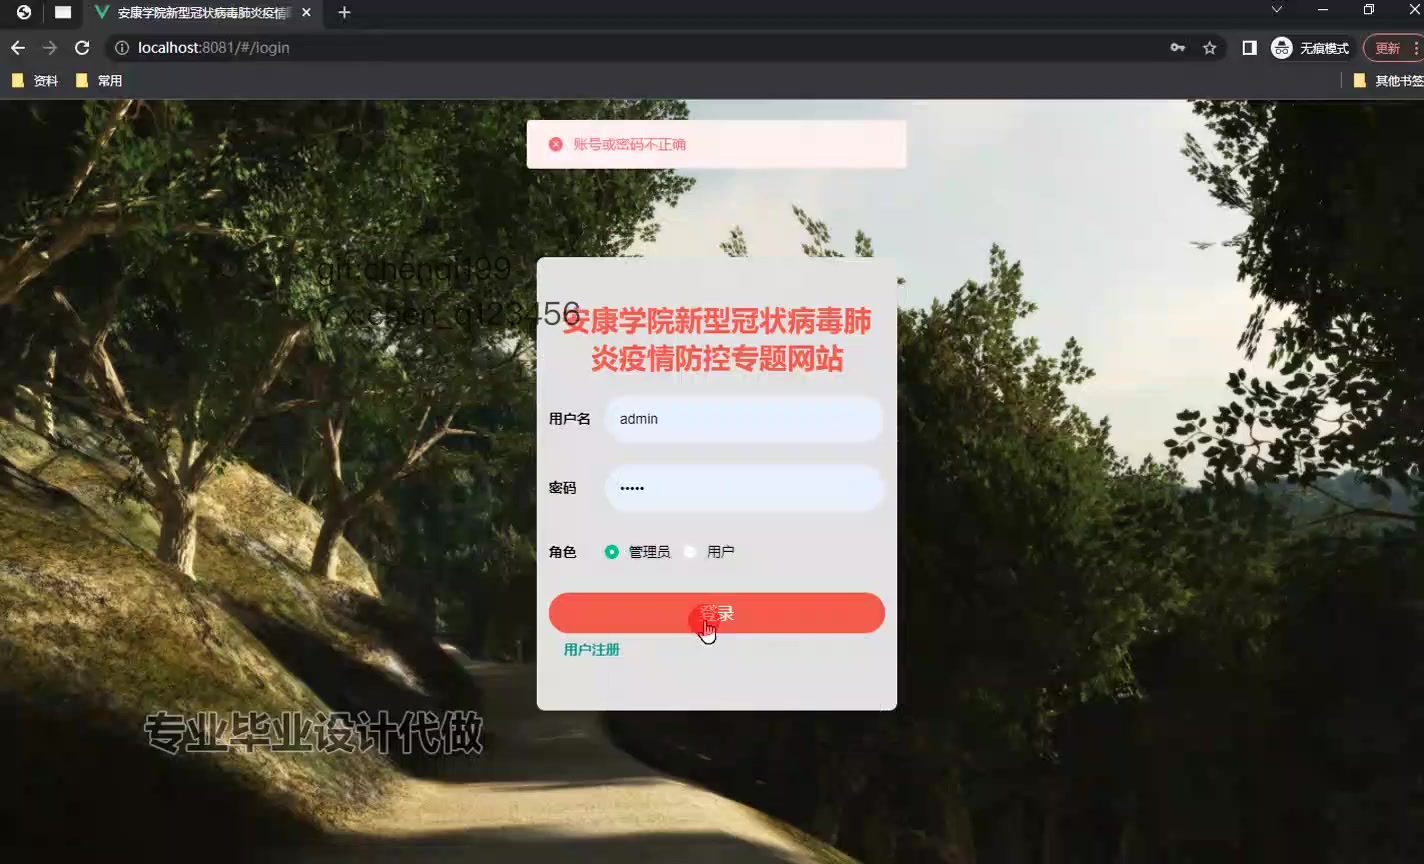 安康学院新型冠状病毒肺炎疫情
localhost:8081/#/login
无痕模式
更新
资料
常用
其他书签
账号或密码不正确
gif:chenqi199
v x:chen_q123456
安康学院新型冠状病毒肺
炎疫情防控专题网站
用户名
admin
密码
•••••
角色
管理员
用户
登录
用户注册
专业毕业设计代做